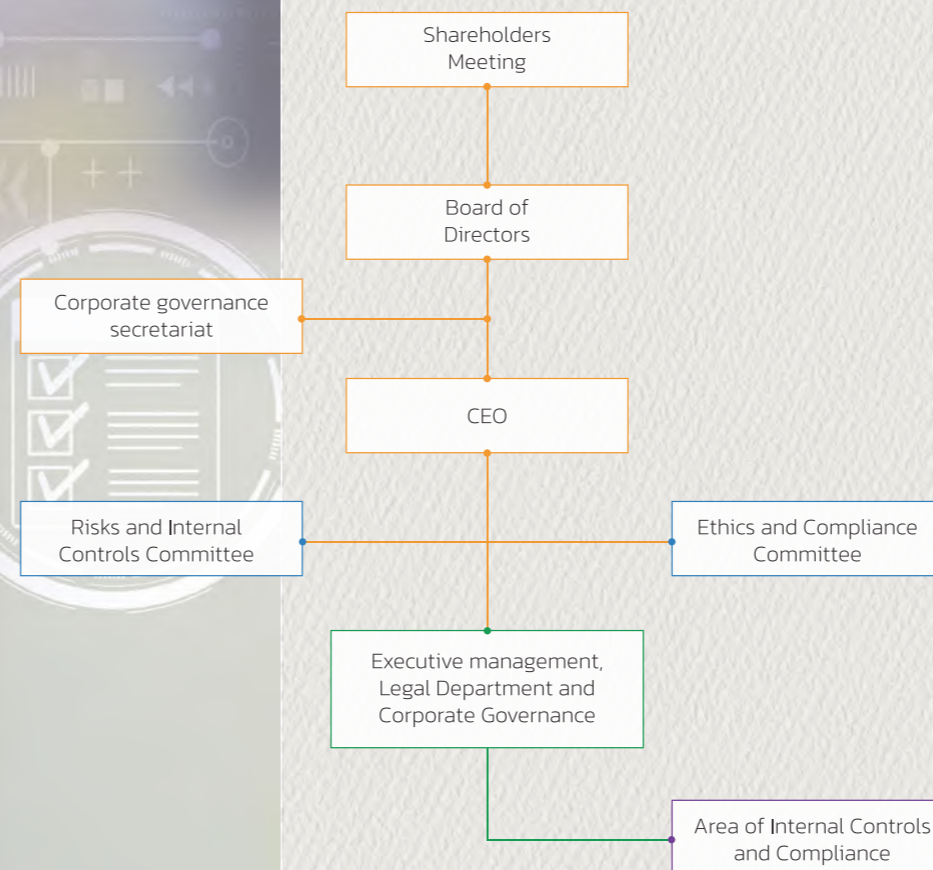 Shareholders
Meeting
Board of
Directors
Corporate governance
secretariat
CEO
Risks and Internal
Controls Committee
Ethics and Compliance
Committee
Executive management,
Legal Department and
Corporate Governance
Area of Internal Controls
and Compliance